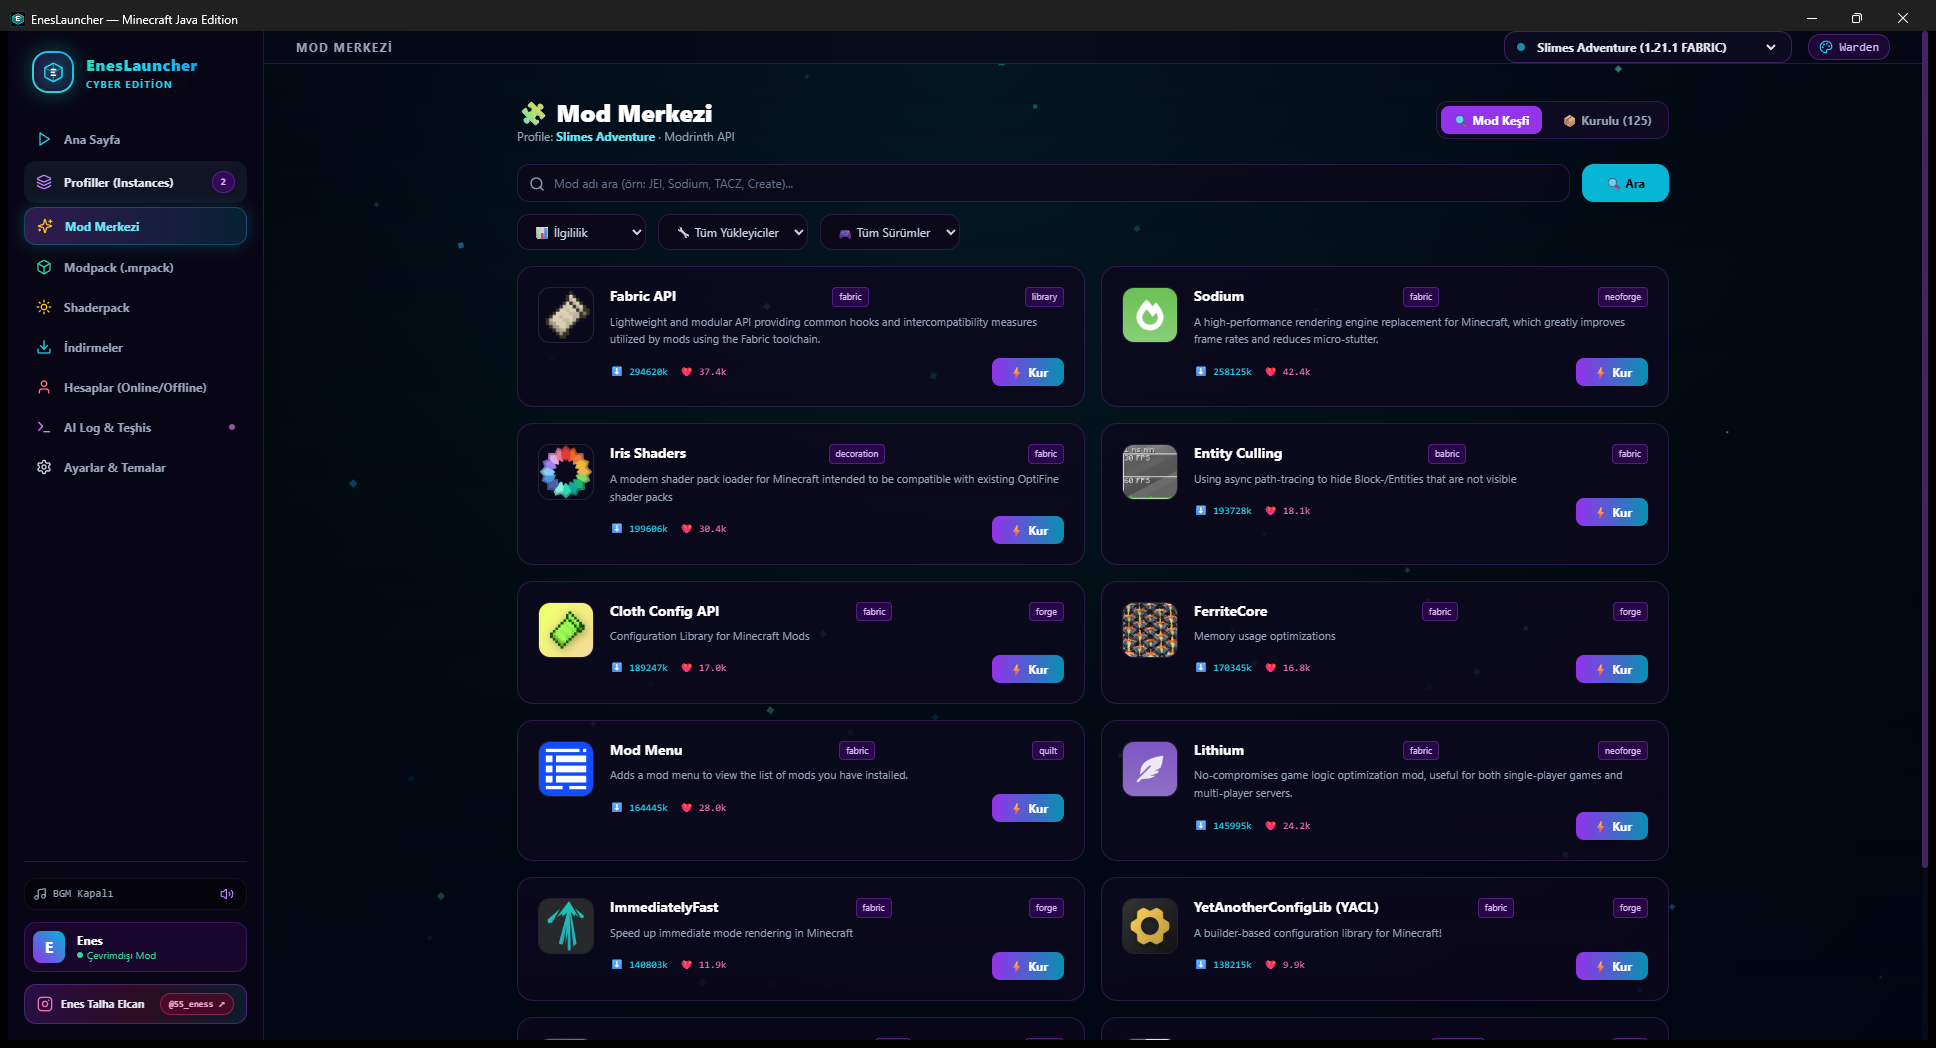 EnesLauncher — Minecraft Java Edition
EnesLauncher
CYBER EDİTİON
Ana Sayfa
Profiller (Instances) 2
Mod Merkezi
Modpack (.mrpack)
Shaderpack
İndirmeler
Hesaplar (Online/Offline)
AI Log & Teşhis
Ayarlar & Temalar
BGM Kapalı
E
Enes
Çevrimdışı Mod
Enes Talha Elcan @55_eness ↗
MOD MERKEZİ
Slimes Adventure (1.21.1 FABRIC)
Warden
Mod Merkezi
Profile: Slimes Adventure · Modrinth API
Mod Keşfi
Kurulu (125)
Mod adı ara (örn: JEI, Sodium, TACZ, Create)...
Ara
İlgililik
Tüm Yükleyiciler
Tüm Sürümler
Fabric API fabric library
Lightweight and modular API providing common hooks and intercompatibility measures
utilized by mods using the Fabric toolchain.
294620k 37.4k
Kur
Sodium fabric neoforge
A high-performance rendering engine replacement for Minecraft, which greatly improves
frame rates and reduces micro-stutter.
258125k 42.4k
Kur
Iris Shaders decoration fabric
A modern shader pack loader for Minecraft intended to be compatible with existing OptiFine
shader packs
199606k 30.4k
Kur
30 FPS
60 FPS
Entity Culling babric fabric
Using async path-tracing to hide Block-/Entities that are not visible
193728k 18.1k
Kur
Cloth Config API fabric forge
Configuration Library for Minecraft Mods
189247k 17.0k
Kur
FerriteCore fabric forge
Memory usage optimizations
170345k 16.8k
Kur
Mod Menu fabric quilt
Adds a mod menu to view the list of mods you have installed.
164445k 28.0k
Kur
Lithium fabric neoforge
No-compromises game logic optimization mod, useful for both single-player games and
multi-player servers.
145995k 24.2k
Kur
ImmediatelyFast fabric forge
Speed up immediate mode rendering in Minecraft
140803k 11.9k
Kur
YetAnotherConfigLib (YACL) fabric forge
A builder-based configuration library for Minecraft!
138215k 9.9k
Kur